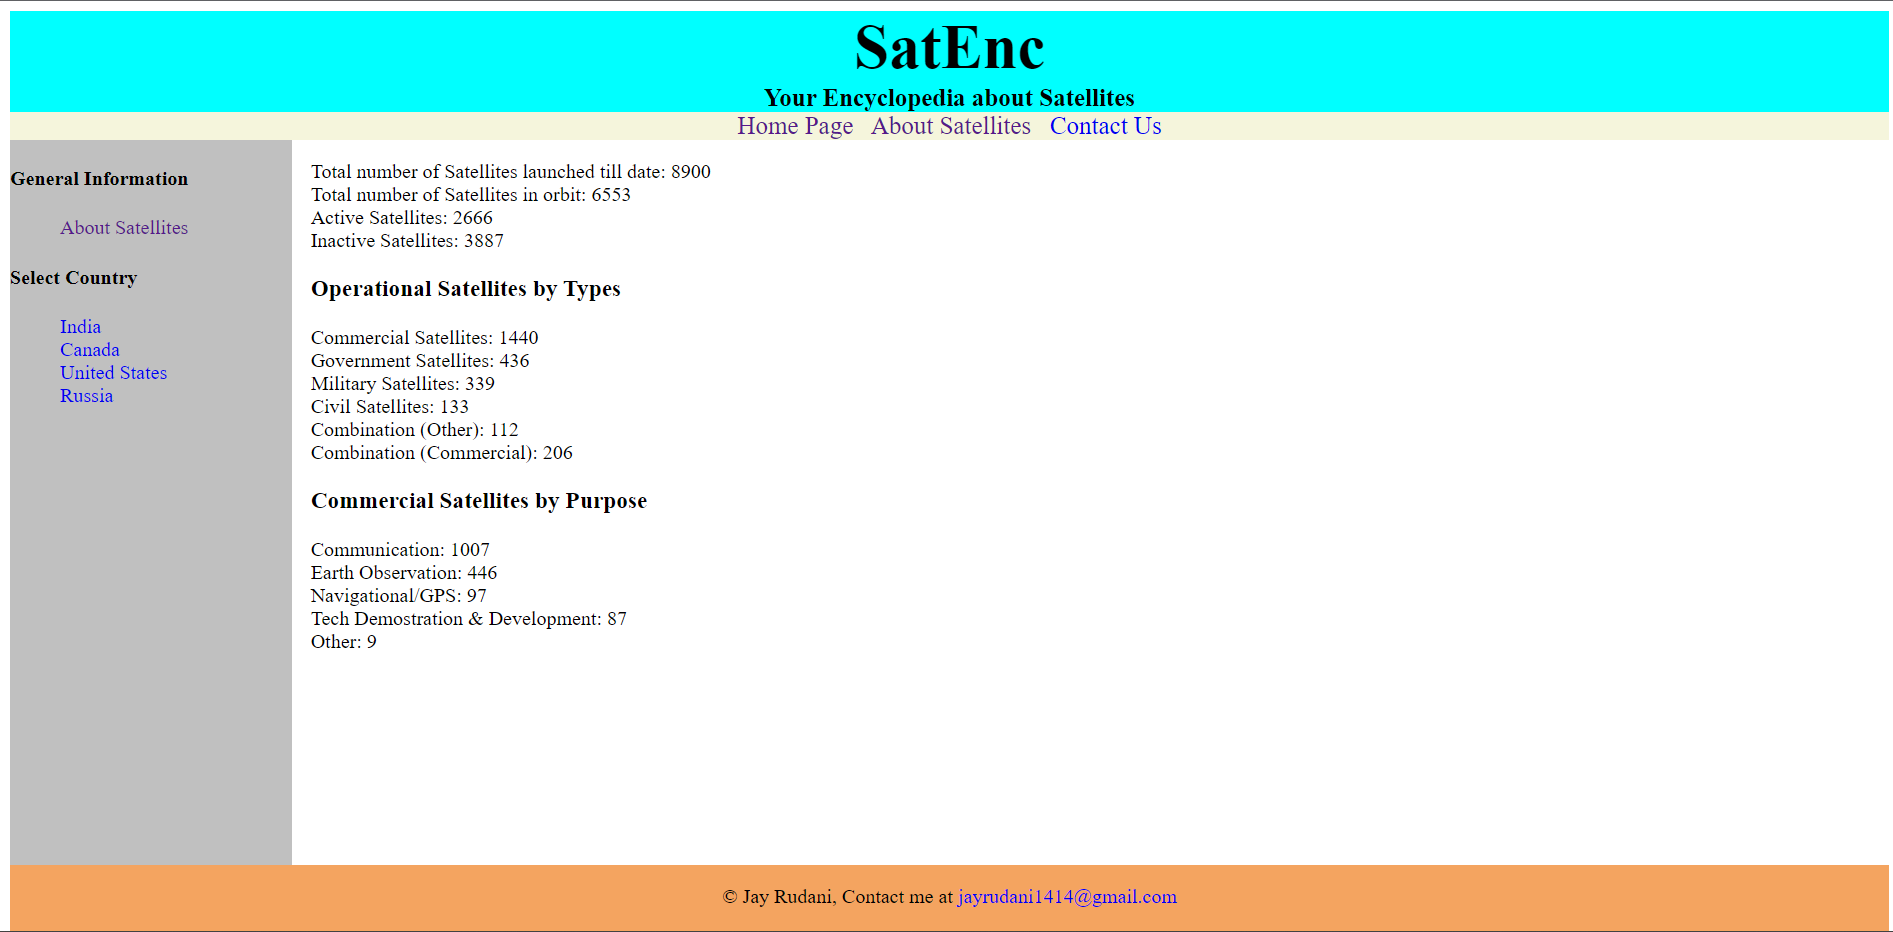 SatEnc
Your Encyclopedia about Satellites
Home Page About Satellites Contact Us
General Information
About Satellites
Select Country
India
Canada
United States
Russia
Total number of Satellites launched till date: 8900
Total number of Satellites in orbit: 6553
Active Satellites: 2666
Inactive Satellites: 3887
Operational Satellites by Types
Commercial Satellites: 1440
Government Satellites: 436
Military Satellites: 339
Civil Satellites: 133
Combination (Other): 112
Combination (Commercial): 206
Commercial Satellites by Purpose
Communication: 1007
Earth Observation: 446
Navigational/GPS: 97
Tech Demostration & Development: 87
Other: 9
© Jay Rudani, Contact me at jayrudani1414@gmail.com